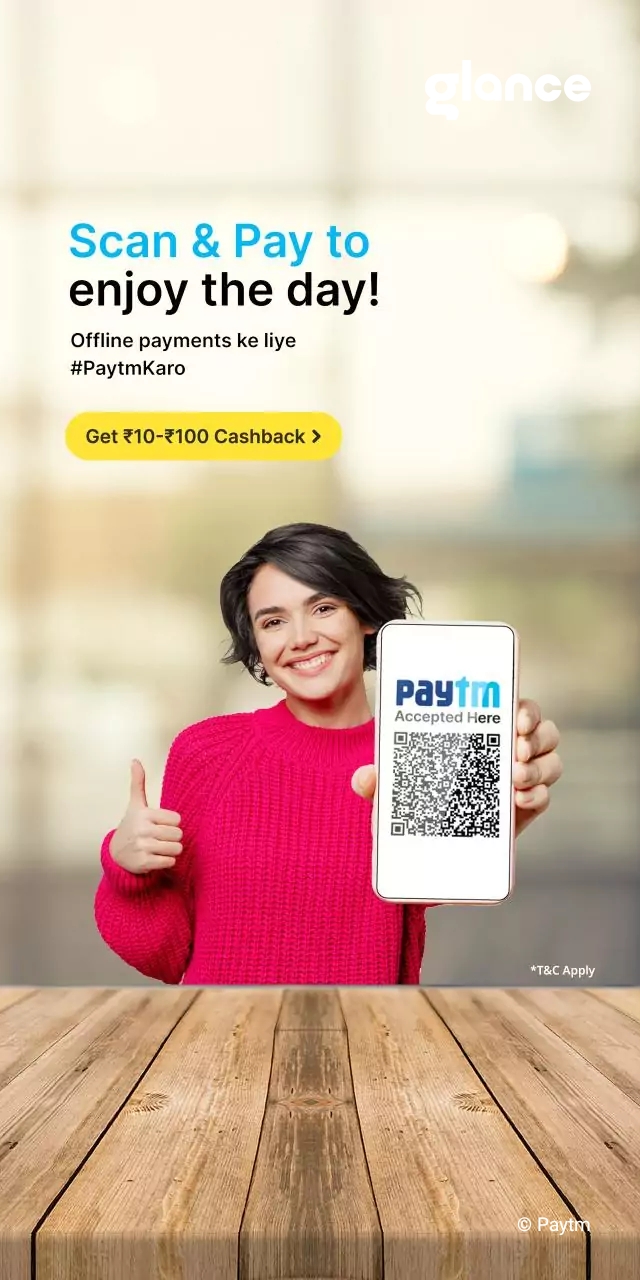 glance
Scan & Pay to
enjoy the day!
Offline payments ke liye
#PaytmKaro
Get ₹10-₹100 Cashback >
paytm
Accepted Here
*T&C Apply
© Paytm